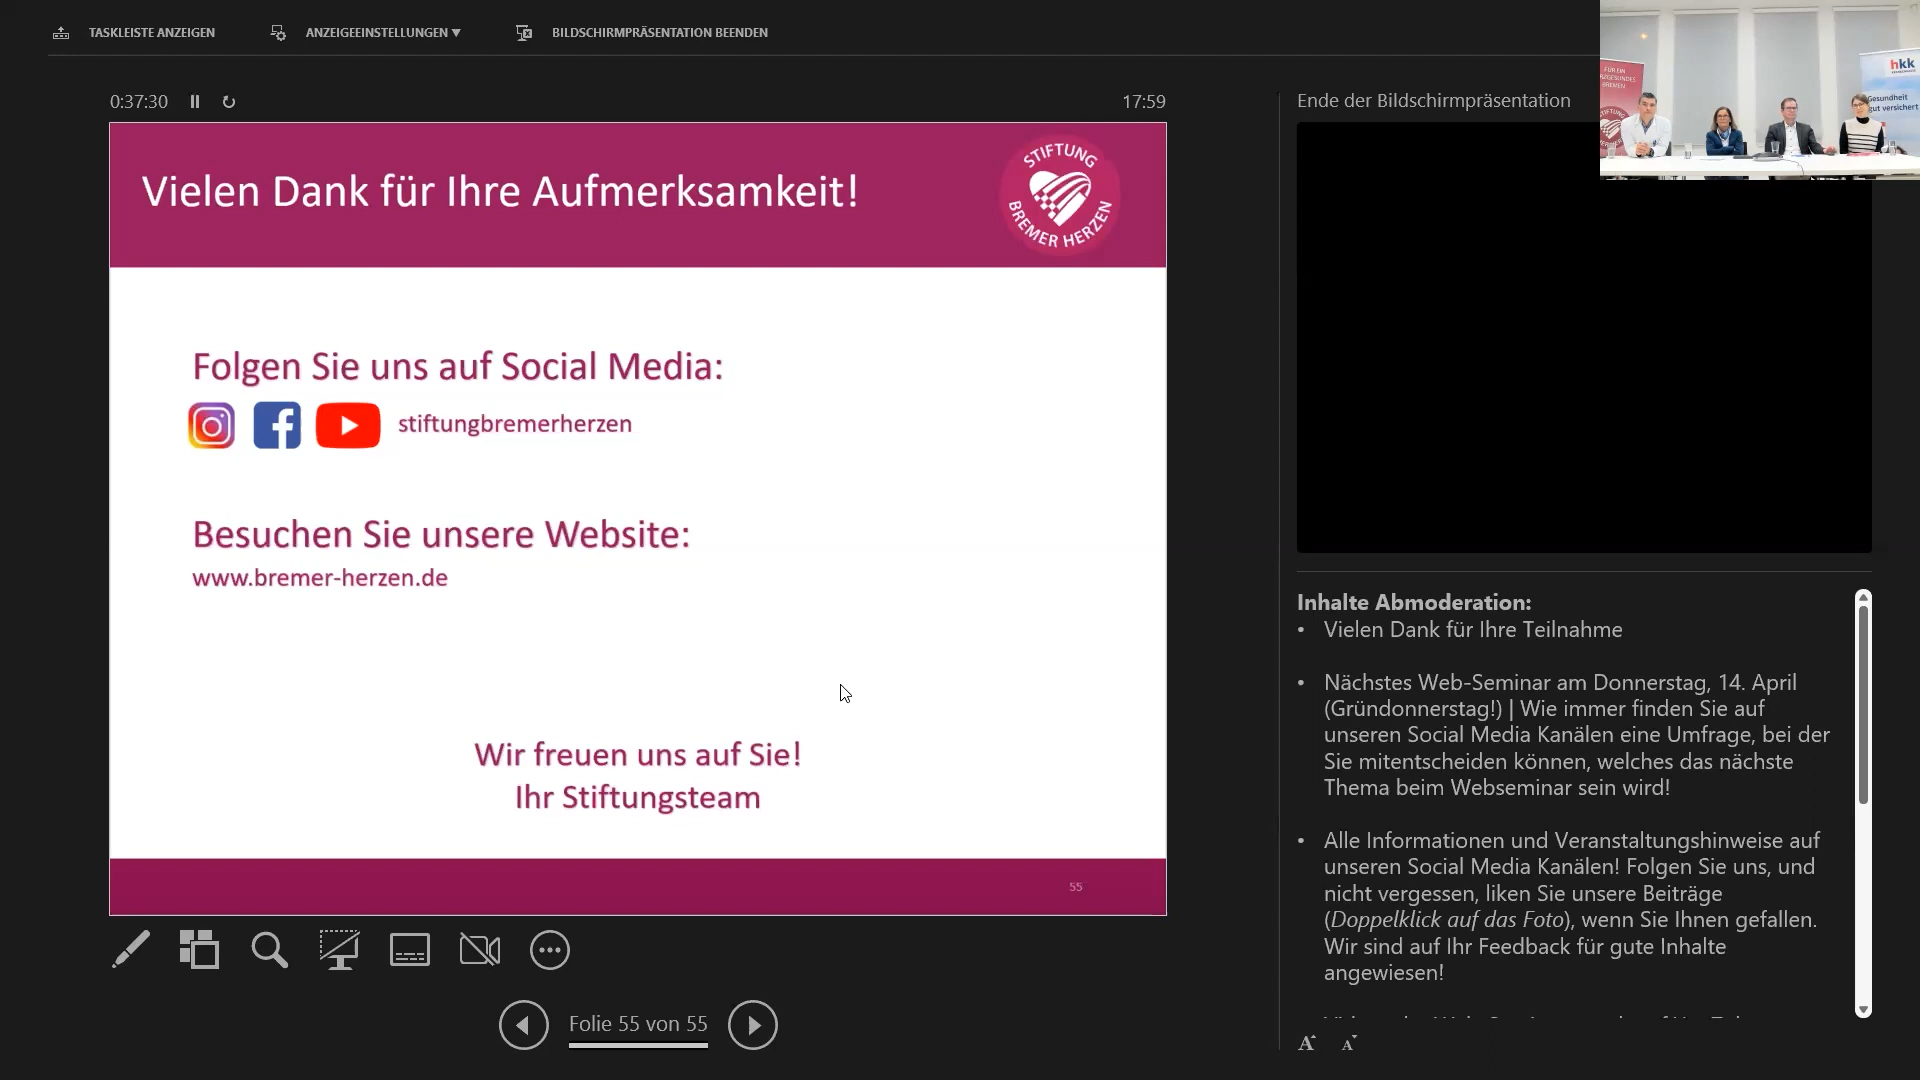 TASKLEISTE ANZEIGEN
ANZEIGEEINSTELLUNGEN ▼
BILDSCHIRMPRÄSENTATION BEENDEN
0:37:30
17:59
Vielen Dank für Ihre Aufmerksamkeit!
STIFTUNG
BREMER HERZEN
Folgen Sie uns auf Social Media:
stiftungbremerherzen
Besuchen Sie unsere Website:
www.bremer-herzen.de
Wir freuen uns auf Sie!
Ihr Stiftungsteam
55
Folie 55 von 55
Ende der Bildschirmpräsentation
FÜR EIN
BREMEN
STIFTUNG
hkk
Gesundheit
gut versichert
Inhalte Abmoderation:
• Vielen Dank für Ihre Teilnahme
• Nächstes Web-Seminar am Donnerstag, 14. April
(Gründonnerstag!) | Wie immer finden Sie auf
unseren Social Media Kanälen eine Umfrage, bei der
Sie mitentscheiden können, welches das nächste
Thema beim Webseminar sein wird!
• Alle Informationen und Veranstaltungshinweise auf
unseren Social Media Kanälen! Folgen Sie uns, und
nicht vergessen, liken Sie unsere Beiträge
(Doppelklick auf das Foto), wenn Sie Ihnen gefallen.
Wir sind auf Ihr Feedback für gute Inhalte
angewiesen!
A A